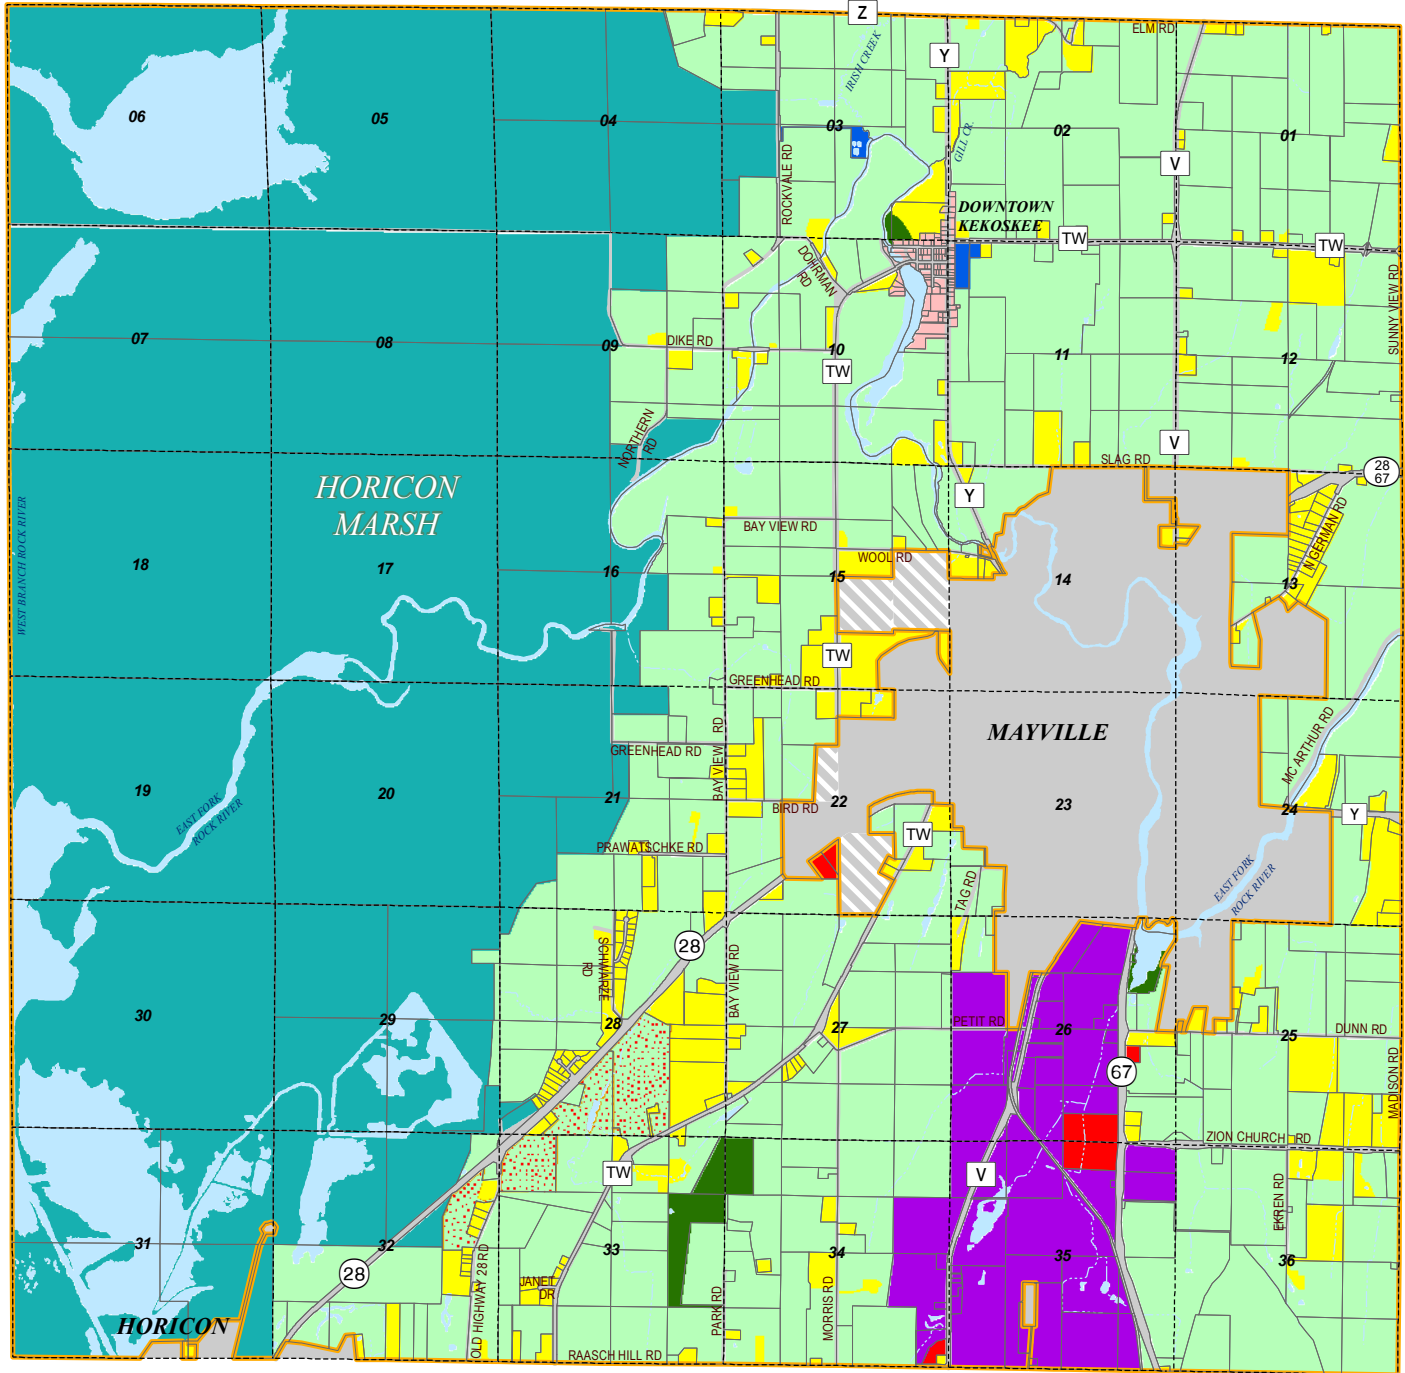 Z
ELM RD
Y
IRISH CREEK
06
05
04
03
02
01
GILL CR.
V
ROCKVALE RD
DOWNTOWN
KEKOSKEE
TW
TW
DOHRMAN
RD
SUNNY VIEW RD
07
08
09
DIKE RD
10
11
12
TW
NORTHERN
RD
V
SLAG RD
28
67
HORICON
MARSH
Y
WEST BRANCH ROCK RIVER
BAY VIEW RD
NIGERMAN RD
WOOL RD
18
17
16
15
14
13
TW
GREENHEAD RD
MAYVILLE
MC ARTHUR RD
GREENHEAD RD
BAY VIEW RD
19
20
21
22
23
24
BIRD RD
Y
EAST FORK
ROCK RIVER
TW
PRAWATSCHKE RD
TAG RD
EAST FORK
ROCK RIVER
28
SCHWARZE
RD
BAY VIEW RD
30
29
28
27
PETIT RD
26
25
DUNN RD
67
MADISON RD
ZION CHURCH RD
TW
V
EKREN RD
31
32
33
34
35
36
28
OLD HIGHWAY 28 RD
JANET
DR
PARK RD
MORRIS RD
HORICON
RAASCH HILL RD